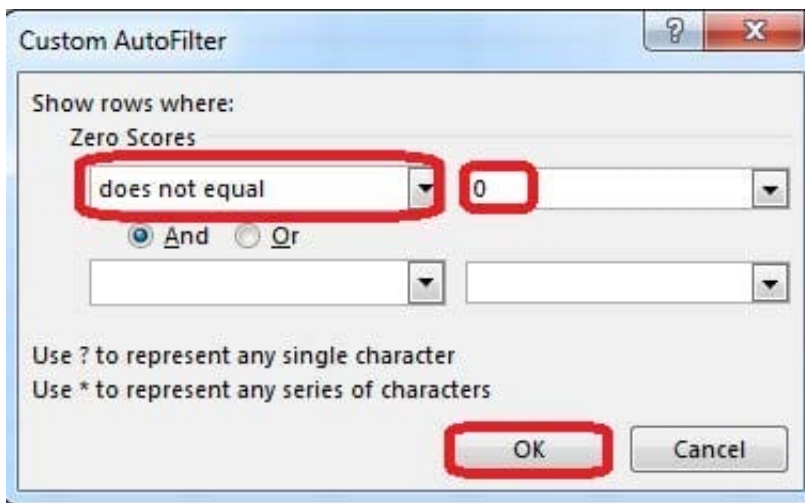 Custom AutoFilter
?
X
Show rows where:
Zero Scores
does not equal
0
And Or
Use ? to represent any single character
Use * to represent any series of characters
OK Cancel